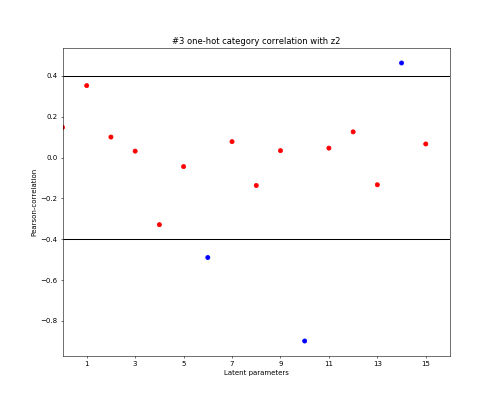 #3 one-hot category correlation with z2
Pearson-correlation
0.4
0.2
0.0
−0.2
−0.4
−0.6
−0.8
1 3 5 7 9 11 13 15
Latent parameters